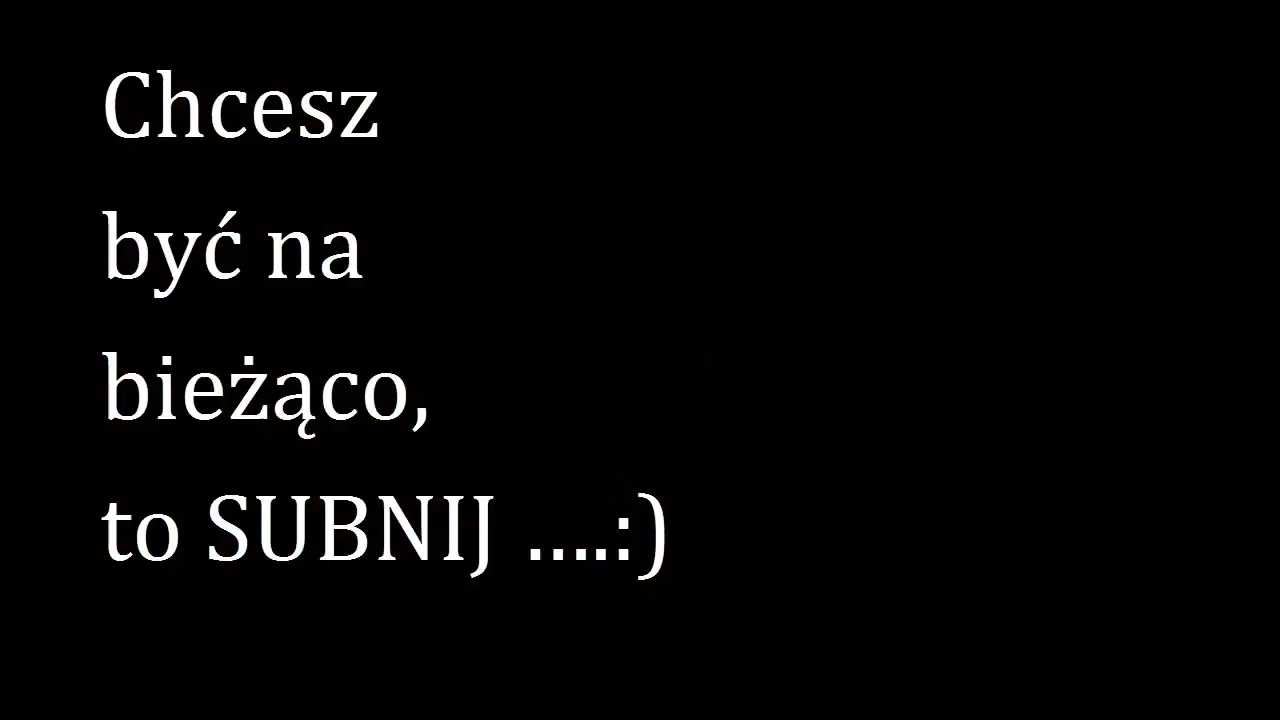 Chcesz
być na
bieżąco,
to SUBNIJ ....:)